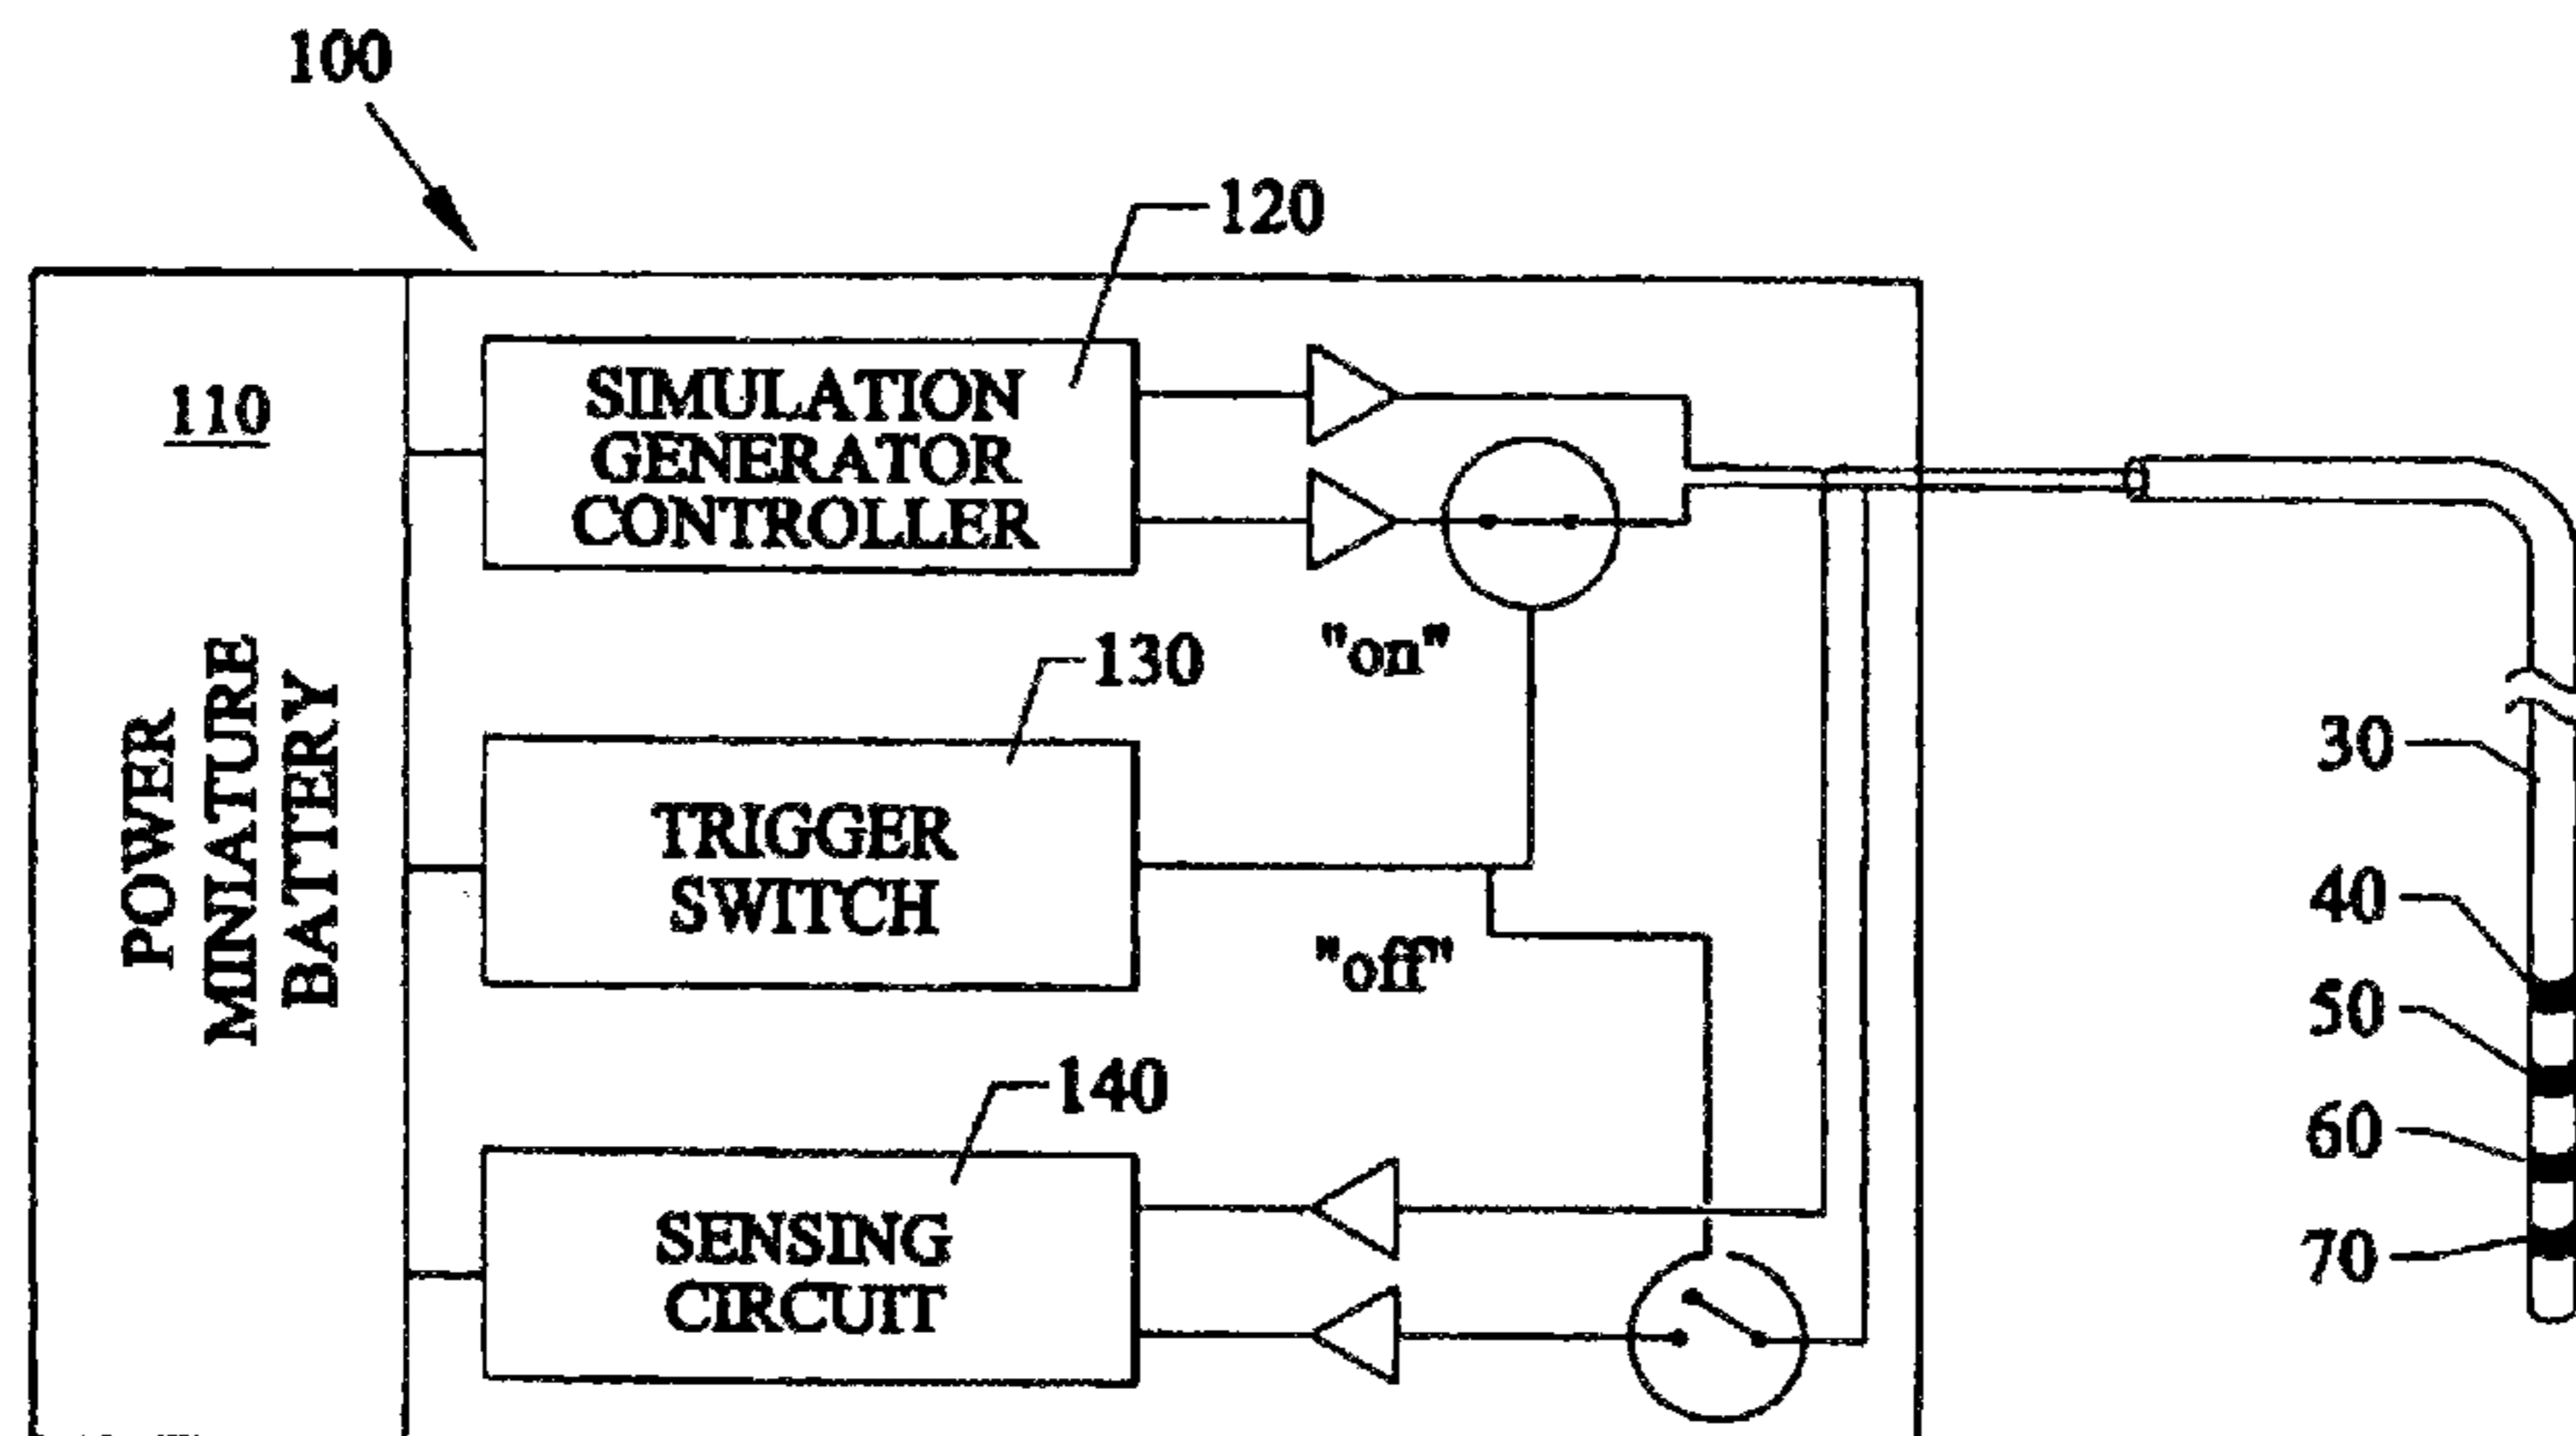 100
120
110
SIMULATION
GENERATOR
CONTROLLER
"on"
130
POWER
MINIATURE
BATTERY
TRIGGER
SWITCH
"off"
140
SENSING
CIRCUIT
30
40
50
60
70